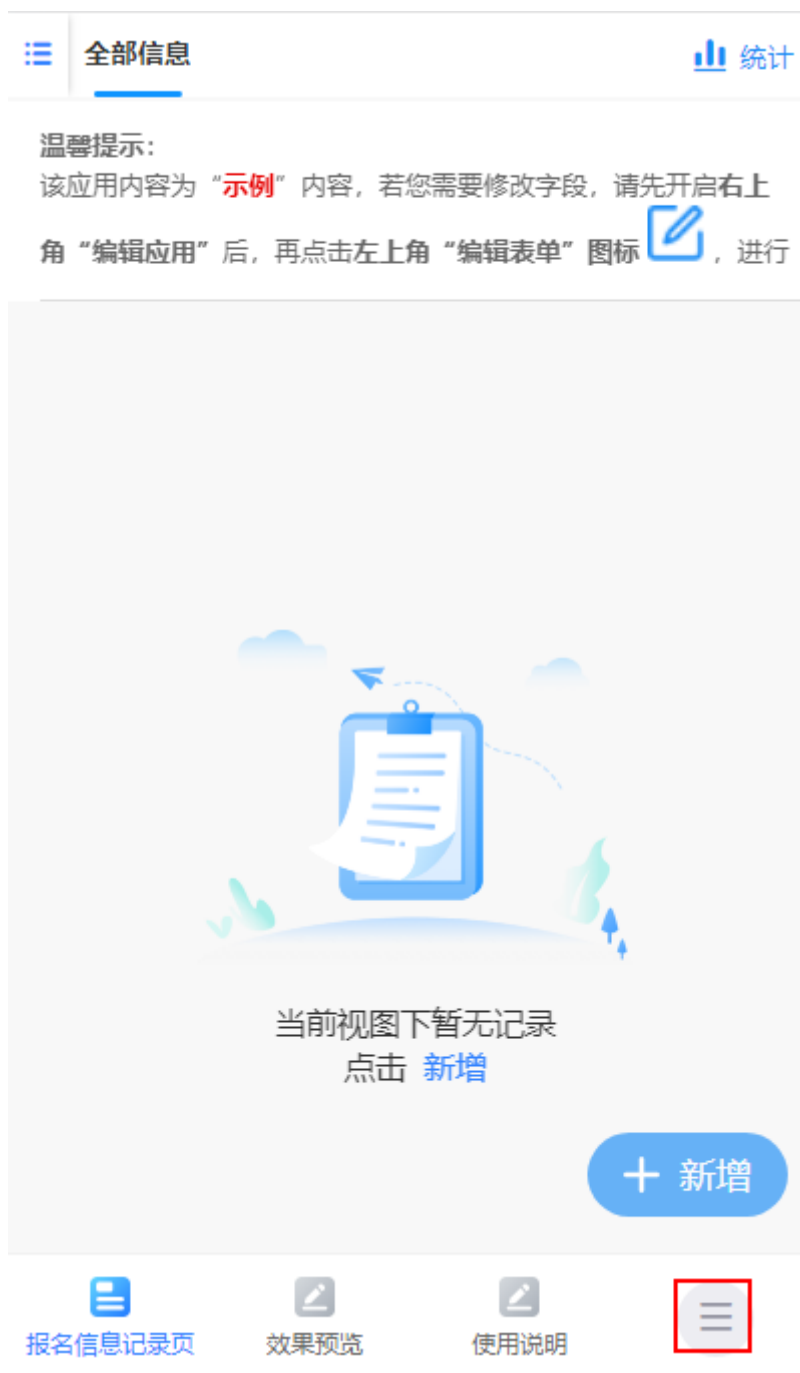 全部信息
统计
温馨提示：
该应用内容为“示例”内容，若您需要修改字段，请先开启右上
角“编辑应用”后，再点击左上角“编辑表单”图标，进行
当前视图下暂无记录
点击 新增
新增
报名信息记录页
效果预览
使用说明